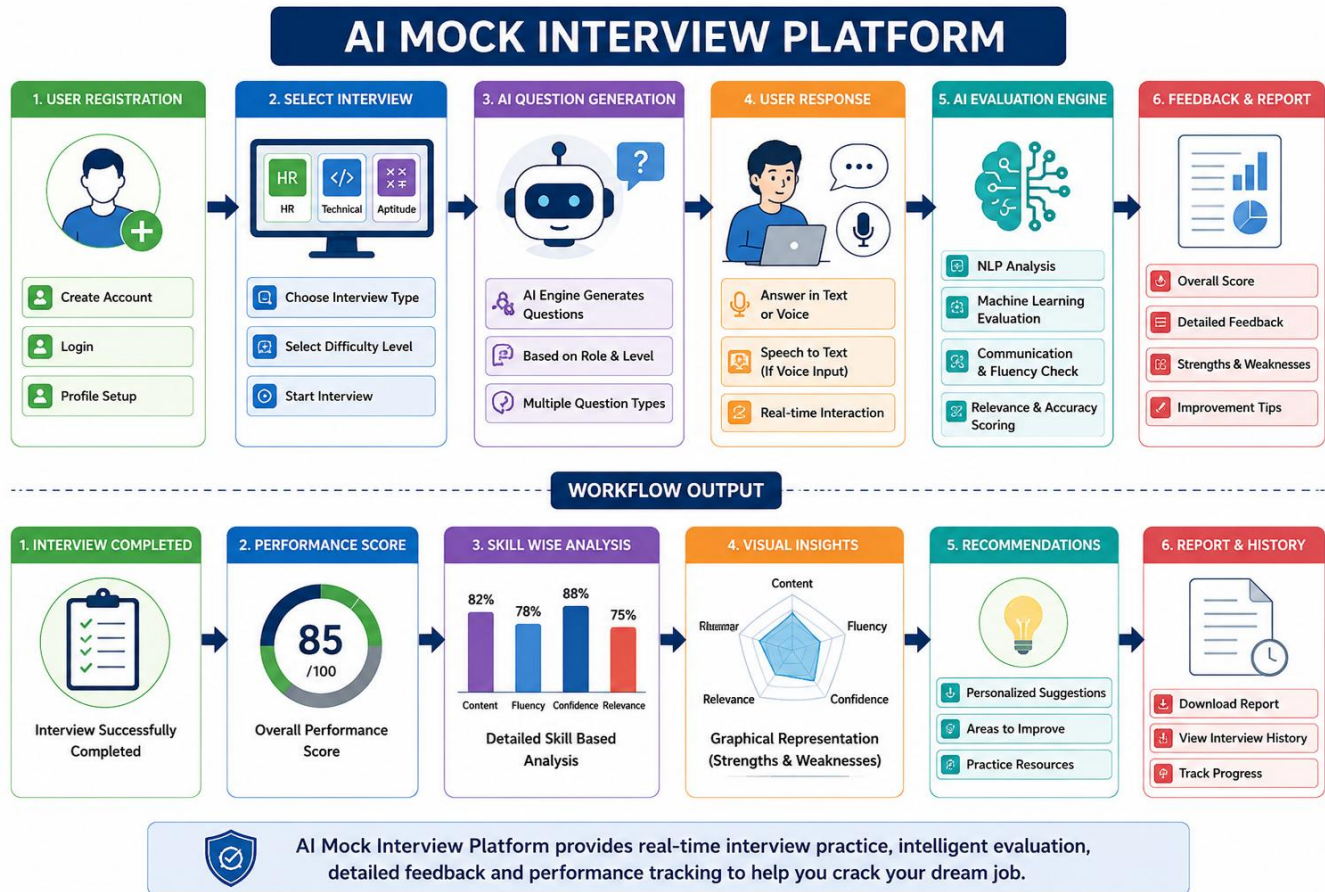 AI MOCK INTERVIEW PLATFORM
1. USER REGISTRATION
Create Account
Login
Profile Setup
2. SELECT INTERVIEW
HR
HR
Technical
Aptitude
Choose Interview Type
Select Difficulty Level
Start Interview
3. AI QUESTION GENERATION
?
AI Engine Generates
Questions
Based on Role & Level
Multiple Question Types
4. USER RESPONSE
Answer in Text
or Voice
Speech to Text
(If Voice Input)
Real-time Interaction
5. AI EVALUATION ENGINE
NLP Analysis
Machine Learning
Evaluation
Communication
& Fluency Check
Relevance & Accuracy
Scoring
6. FEEDBACK & REPORT
Overall Score
Detailed Feedback
Strengths & Weaknesses
Improvement Tips
WORKFLOW OUTPUT
1. INTERVIEW COMPLETED
Interview Successfully
Completed
2. PERFORMANCE SCORE
85
/100
Overall Performance
Score
3. SKILL WISE ANALYSIS
82%
78%
88%
75%
Content
Fluency
Confidence
Relevance
Detailed Skill Based
Analysis
4. VISUAL INSIGHTS
Content
Fluency
Relevance
Confidence
Graphical Representation
(Strengths & Weaknesses)
5. RECOMMENDATIONS
Personalized Suggestions
Areas to Improve
Practice Resources
6. REPORT & HISTORY
Download Report
View Interview History
Track Progress
AI Mock Interview Platform provides real-time interview practice, intelligent evaluation,
detailed feedback and performance tracking to help you crack your dream job.